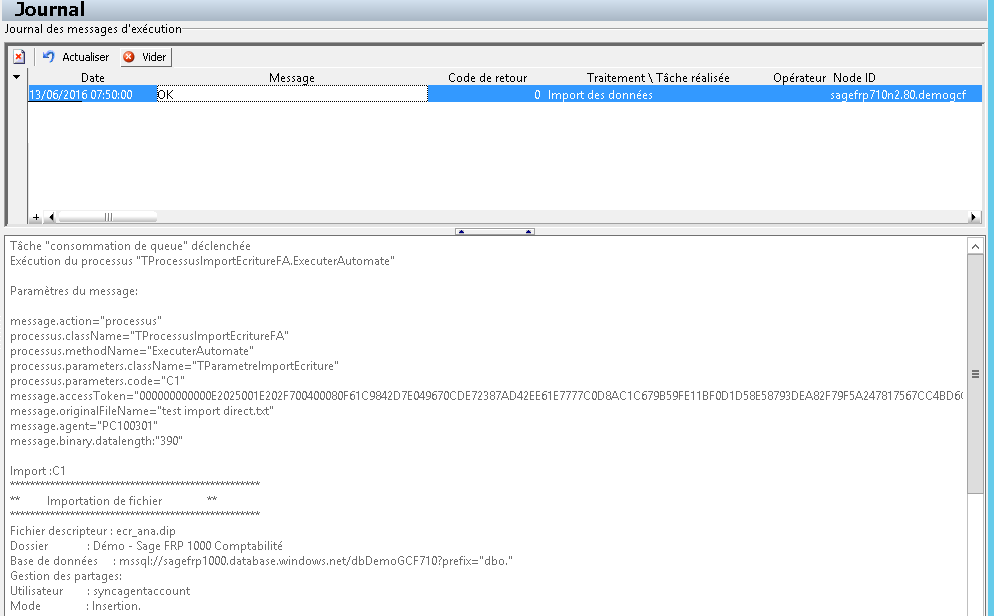 Journal
Journal des messages d'exécution
Actualiser Vider
Date Message Code de retour Traitement \ Tâche réalisée Opérateur Node ID
13/06/2016 07:50:00 OK 0 Import des données sagefrp710n2.80.demogcf
Tâche "consommation de queue" déclenchée
Exécution du processus "TProcessusImportEcritureFA.ExecuterAutomate"
Paramètres du message:
message.action="processus"
processus.className="TProcessusImportEcritureFA"
processus.methodName="ExecuterAutomate"
processus.parameters.className="TParametreImportEcriture"
processus.parameters.code="C1"
message.accessToken="000000000000E2025001E202F700400080F61C9842D7E049670CDE72387AD42EE61E7777C0D8AC1C679B59FE11BF0D1D58E58793DEA82F79F5A247817567CC4BD6
message.originalFileName="test import direct.txt"
message.agent="PC100301"
message.binary.datalength:"390"
Import :C1
**************************************************
** Importation de fichier **
**************************************************
Fichier descripteur : ecr_ana.dip
Dossier : Démo - Sage FRP 1000 Comptabilité
Base de données : mssql://sagefrp1000.database.windows.net/dbDemoGCF710?prefix="dbo."
Gestion des partages:
Utilisateur : syncagentaccount
Mode : Insertion.